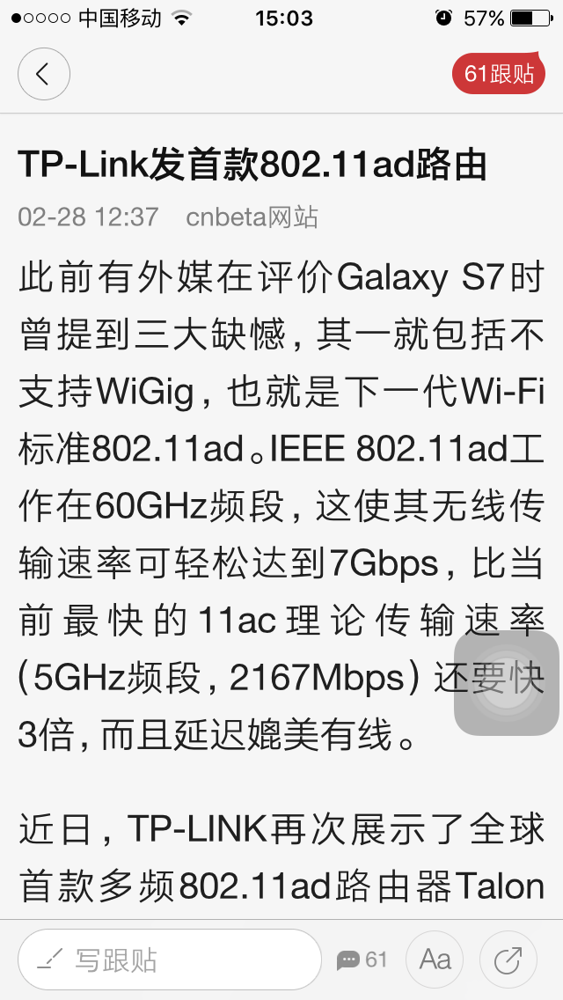 中国移动 15:03 57%
61跟贴
TP-Link发首款802.11ad路由
02-28 12:37 cnbeta网站
此前有外媒在评价Galaxy S7时
曾提到三大缺憾，其一就包括不
支持WiGig，也就是下一代Wi-Fi
标准802.11ad。IEEE 802.11ad工
作在60GHz频段，这使其无线传
输速率可轻松达到7Gbps，比当
前最快的11ac理论传输速率
(5GHz频段，2167Mbps) 还要快
3倍，而且延迟媲美有线。
近日，TP-LINK再次展示了全球
首款多频802.11ad路由器Talon
写跟贴 61 Aa